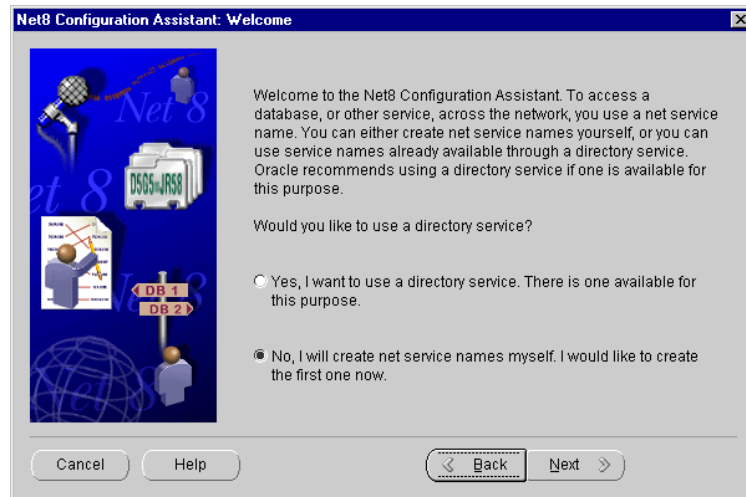 Net8 Configuration Assistant: Welcome
Net 8
D5G5 JR58
et 8
DB 1
DB 2
Net 8
Net 8
Welcome to the Net8 Configuration Assistant. To access a
database, or other service, across the network, you use a net service
name. You can either create net service names yourself, or you can
use service names already available through a directory service.
Oracle recommends using a directory service if one is available for
this purpose.
Would you like to use a directory service?
Yes, I want to use a directory service. There is one available for
this purpose.
No, I will create net service names myself. I would like to create
the first one now.
Cancel
Help
Back
Next